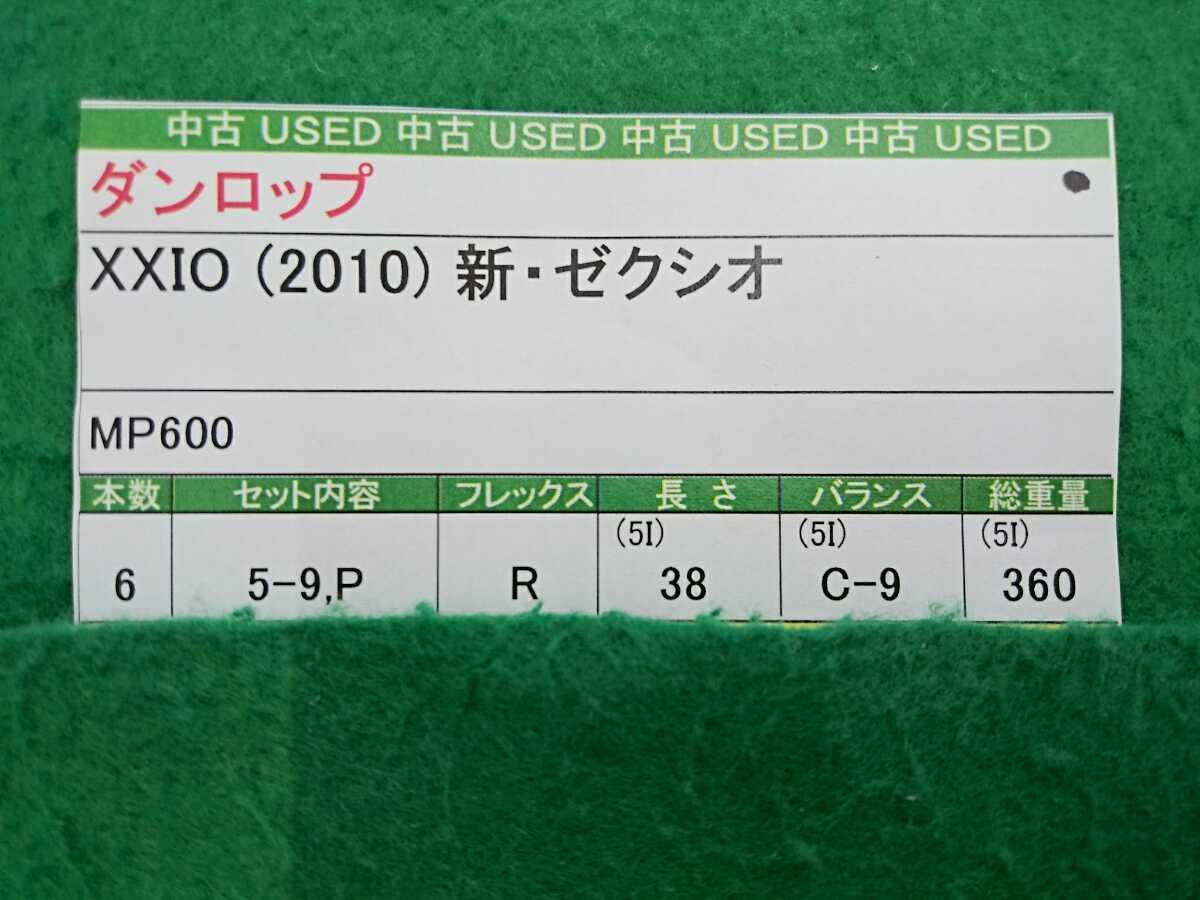 中古 USED 中古 USED 中古 USED 中古 USED
ダンロップ
XXIO (2010) 新・ゼクシオ
MP600
本数 セット内容 フレックス 長さ バランス 総重量
(5I) (5I) (5I)
6 5-9,P R 38 C-9 360